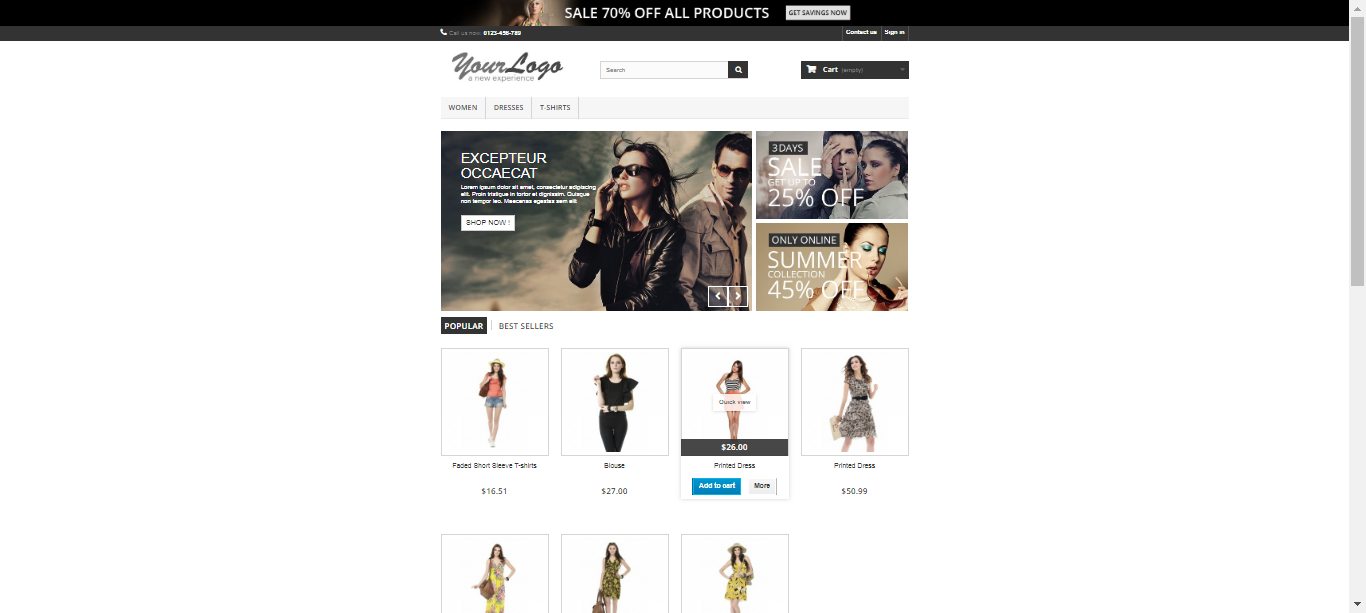 SALE 70% OFF ALL PRODUCTS
GET SAVINGS NOW
Call us now: 0123-456-789
Contact us
Sign in
YourLogo
a new experience
Search
Cart (empty)
WOMEN
DRESSES
T-SHIRTS
EXCEPTEUR
OCCAECAT
Lorem ipsum dolor sit amet, consectetur adipiscing
elit. Proin tristique in tortor et dignissim. Quisque
non tempor leo. Maecenas egestas sem elit
SHOP NOW !
3 DAYS
SALE
GET UP TO
25% OFF
ONLY ONLINE
SUMMER
COLLECTION
45% OFF
POPULAR
BEST SELLERS
Quick view
$26.00
Faded Short Sleeve T-shirts
Blouse
Printed Dress
Printed Dress
$16.51
$27.00
Add to cart
More
$50.99